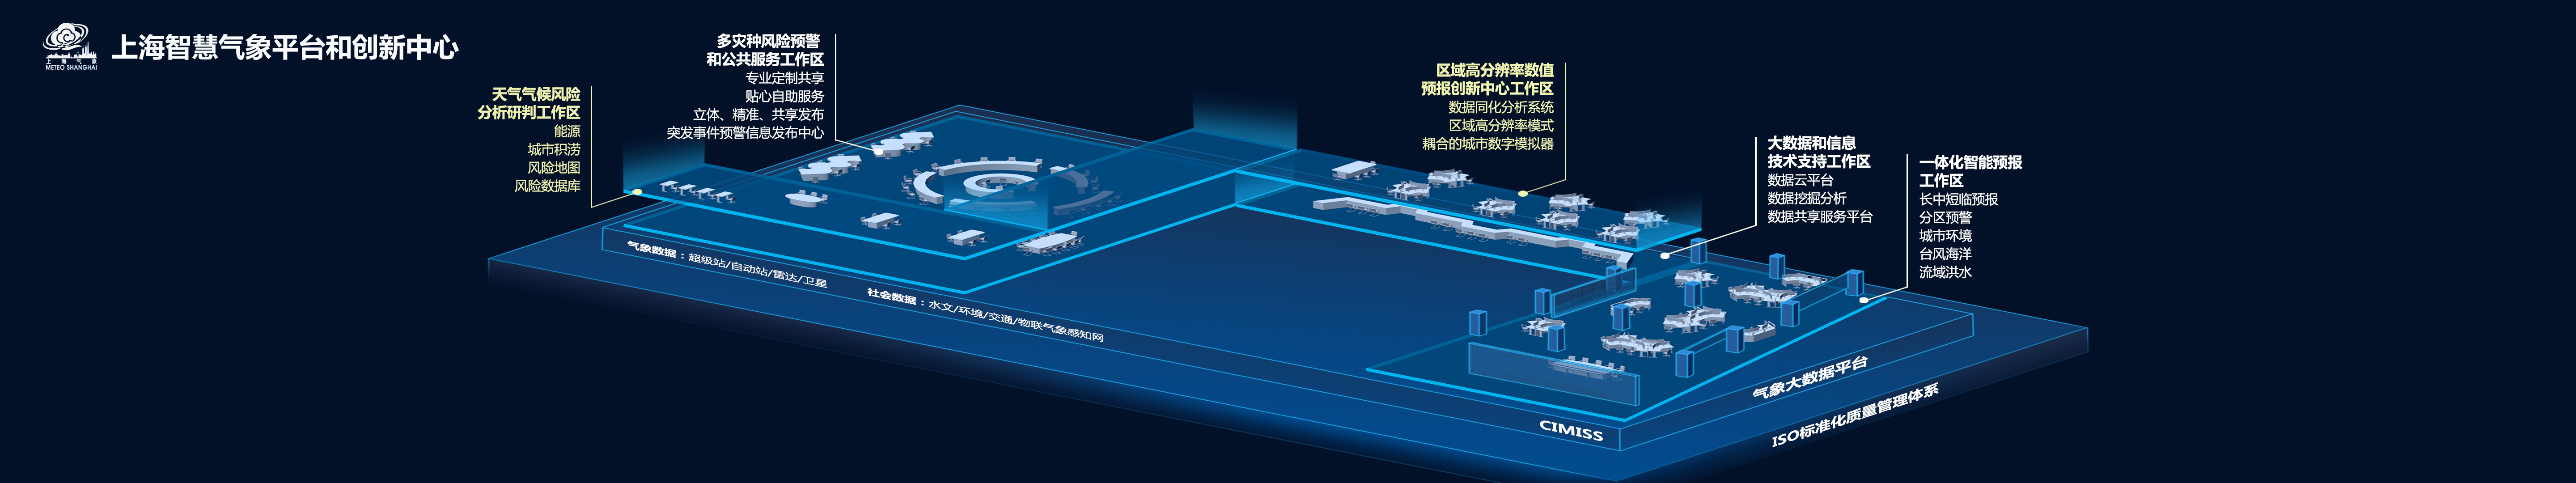 上海气象
METEO SHANGHAI
上海智慧气象平台和创新中心
天气气候风险
分析研判工作区
能源
城市积涝
风险地图
风险数据库
多灾种风险预警
和公共服务工作区
专业定制共享
贴心自助服务
立体、精准、共享发布
突发事件预警信息发布中心
区域高分辨率数值
预报创新中心工作区
数据同化分析系统
区域高分辨率模式
耦合的城市数字模拟器
大数据和信息
技术支持工作区
数据云平台
数据挖掘分析
数据共享服务平台
一体化智能预报
工作区
长中短临预报
分区预警
城市环境
台风海洋
流域洪水
气象数据：超级站/自动站/雷达/卫星
社会数据：水文/环境/交通/物联气象感知网
CIMISS
气象大数据平台
ISO标准化质量管理体系